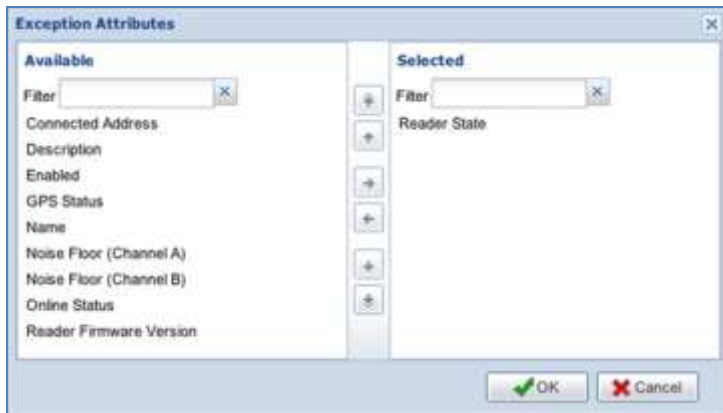 Exception Attributes
Available
Filter
Connected Address
Description
Enabled
GPS Status
Name
Noise Floor (Channel A)
Noise Floor (Channel B)
Online Status
Reader Firmware Version
Selected
Filter
Reader State
OK
Cancel